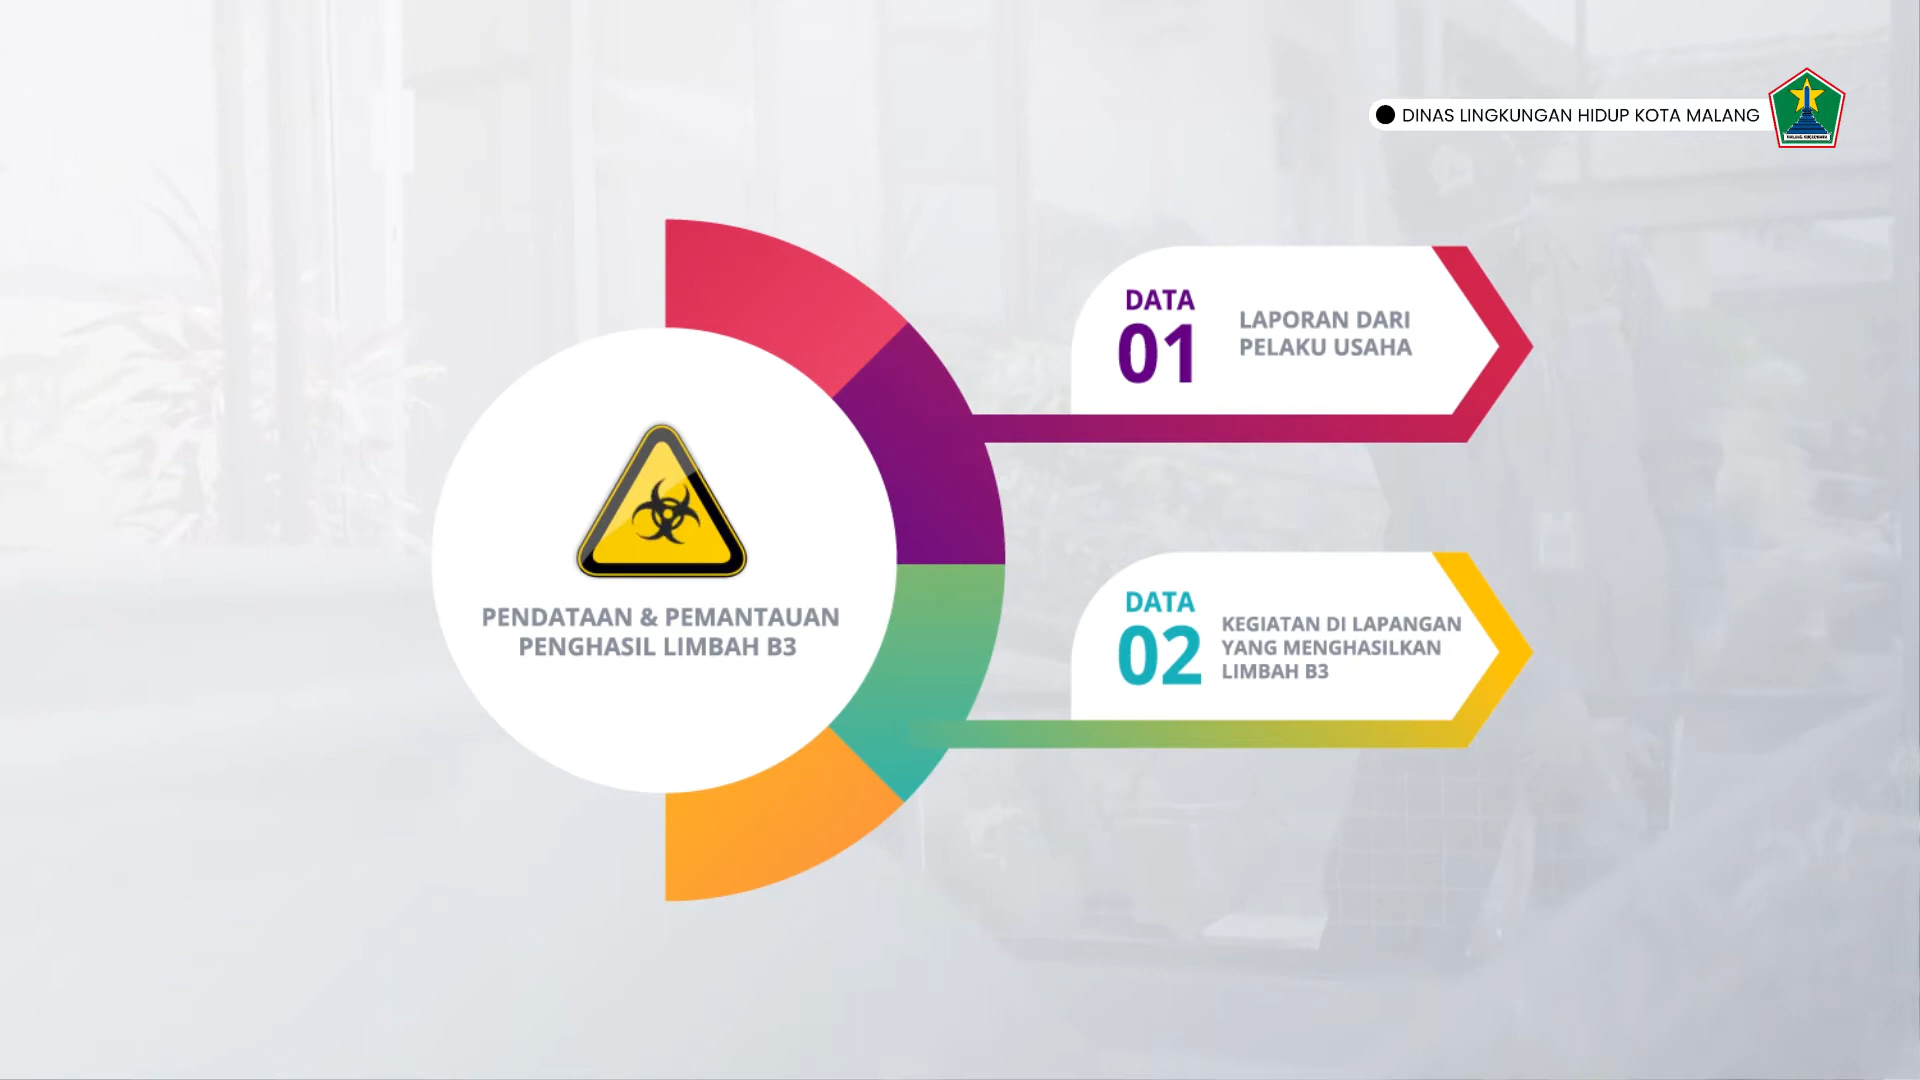 DINAS LINGKUNGAN HIDUP KOTA MALANG
DATA
01
LAPORAN DARI
PELAKU USAHA
PENDATAAN & PEMANTAUAN
PENGHASIL LIMBAH B3
DATA
02
KEGIATAN DI LAPANGAN
YANG MENGHASILKAN
LIMBAH B3